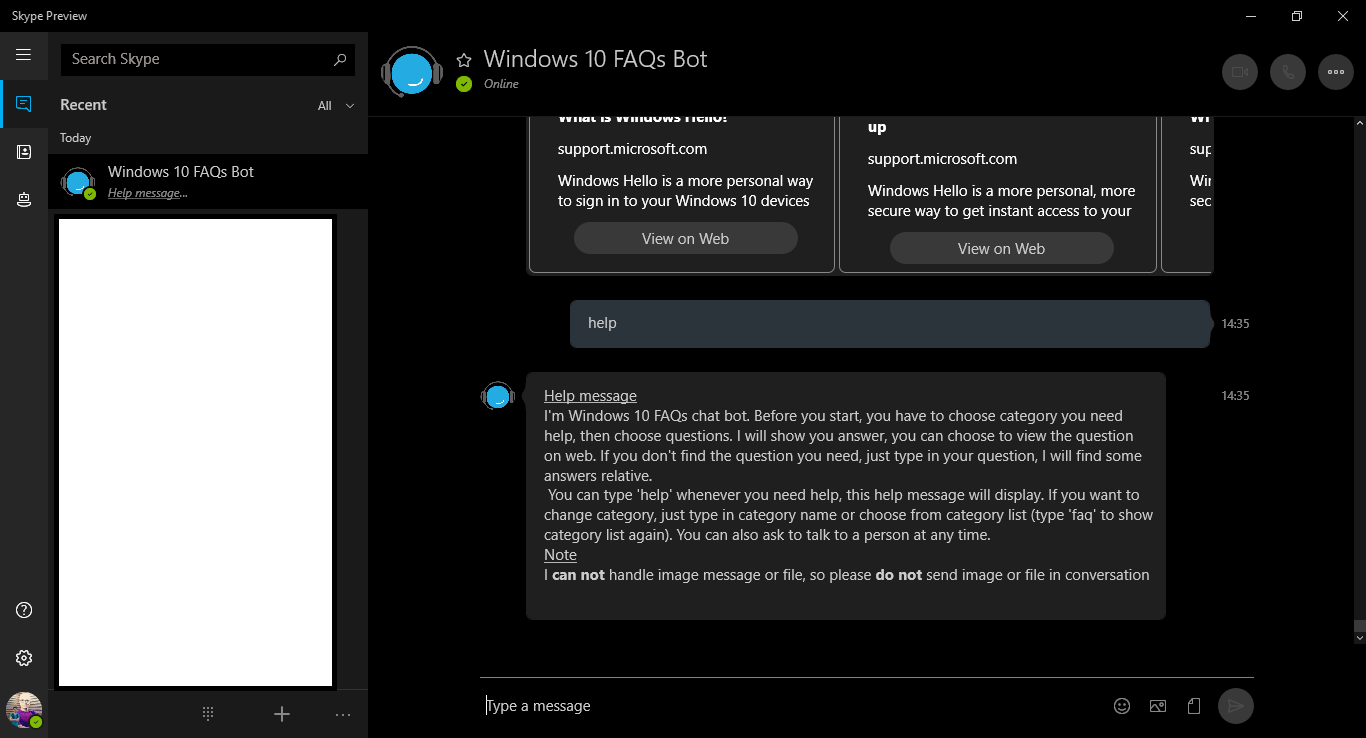 Skype Preview
Search Skype
Recent
All
Today
Windows 10 FAQs Bot
Help message...
Windows 10 FAQs Bot
Online
What is Windows Hello?
support.microsoft.com
Windows Hello is a more personal way
to sign in to your Windows 10 devices
View on Web
up
support.microsoft.com
Windows Hello is a more personal, more
secure way to get instant access to your
View on Web
help
14:35
Help message
14:35
I'm Windows 10 FAQs chat bot. Before you start, you have to choose category you need
help, then choose questions. I will show you answer, you can choose to view the question
on web. If you don't find the question you need, just type in your question, I will find some
answers relative.
You can type 'help' whenever you need help, this help message will display. If you want to
change category, just type in category name or choose from category list (type 'faq' to show
category list again). You can also ask to talk to a person at any time.
Note
I can not handle image message or file, so please do not send image or file in conversation
Type a message